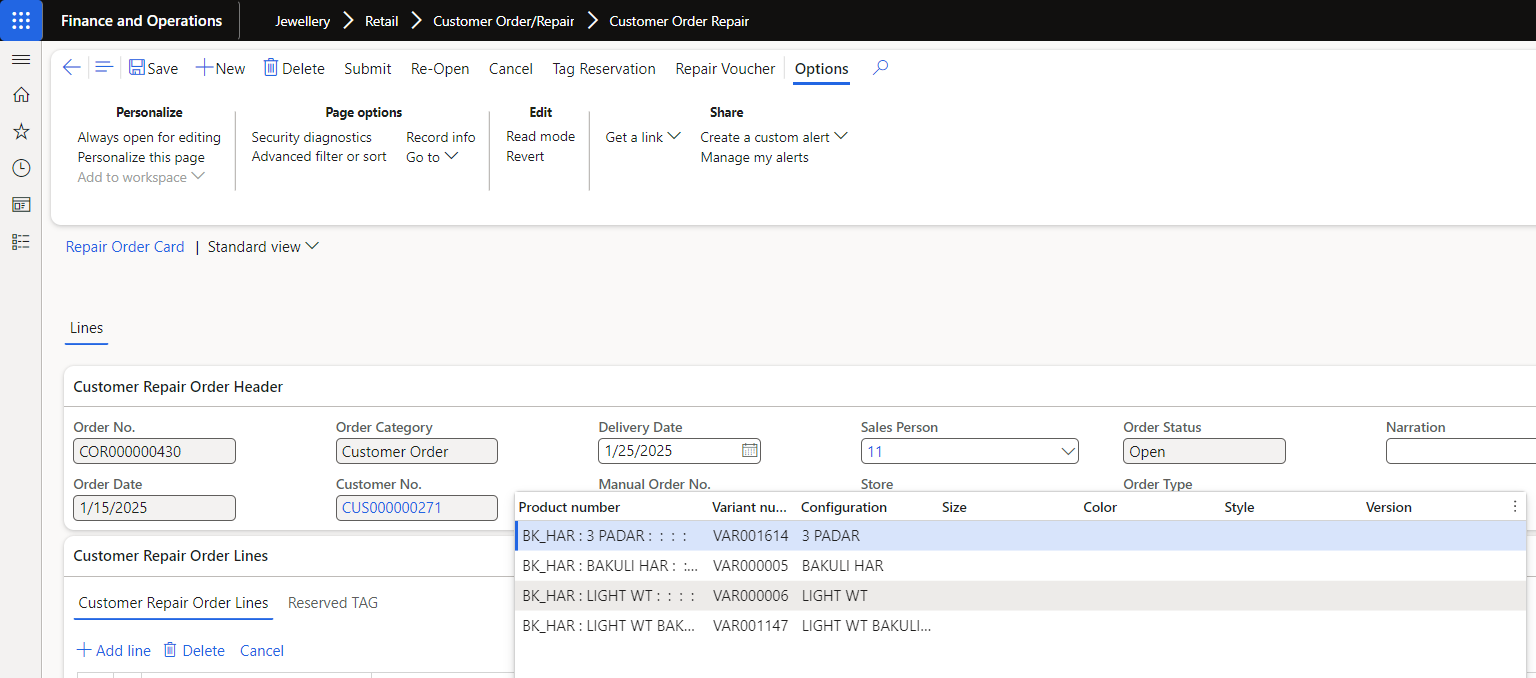 Finance and Operations Jewellery Retail Customer Order/Repair Customer Order Repair
Save New Delete Submit Re-Open Cancel Tag Reservation Repair Voucher Options
Personalize Page options Edit Share
Always open for editing Security diagnostics Record info Read mode Get a link Create a custom alert
Personalize this page Advanced filter or sort Go to Revert Manage my alerts
Add to workspace
Repair Order Card | Standard view
Lines
Customer Repair Order Header
Order No. Order Category Delivery Date Sales Person Order Status Narration
COR000000430 Customer Order 1/25/2025 11 Open
Order Date Customer No. Manual Order No. Store Order Type
1/15/2025 CUS000000271
Product number Variant nu... Configuration Size Color Style Version
BK_HAR : 3 PADAR : : : : VAR001614 3 PADAR
Customer Repair Order Lines
BK_HAR : BAKULI HAR : :... VAR000005 BAKULI HAR
BK_HAR : LIGHT WT : : : : VAR000006 LIGHT WT
Customer Repair Order Lines Reserved TAG
BK_HAR : LIGHT WT BAK... VAR001147 LIGHT WT BAKULI...
Add line Delete Cancel